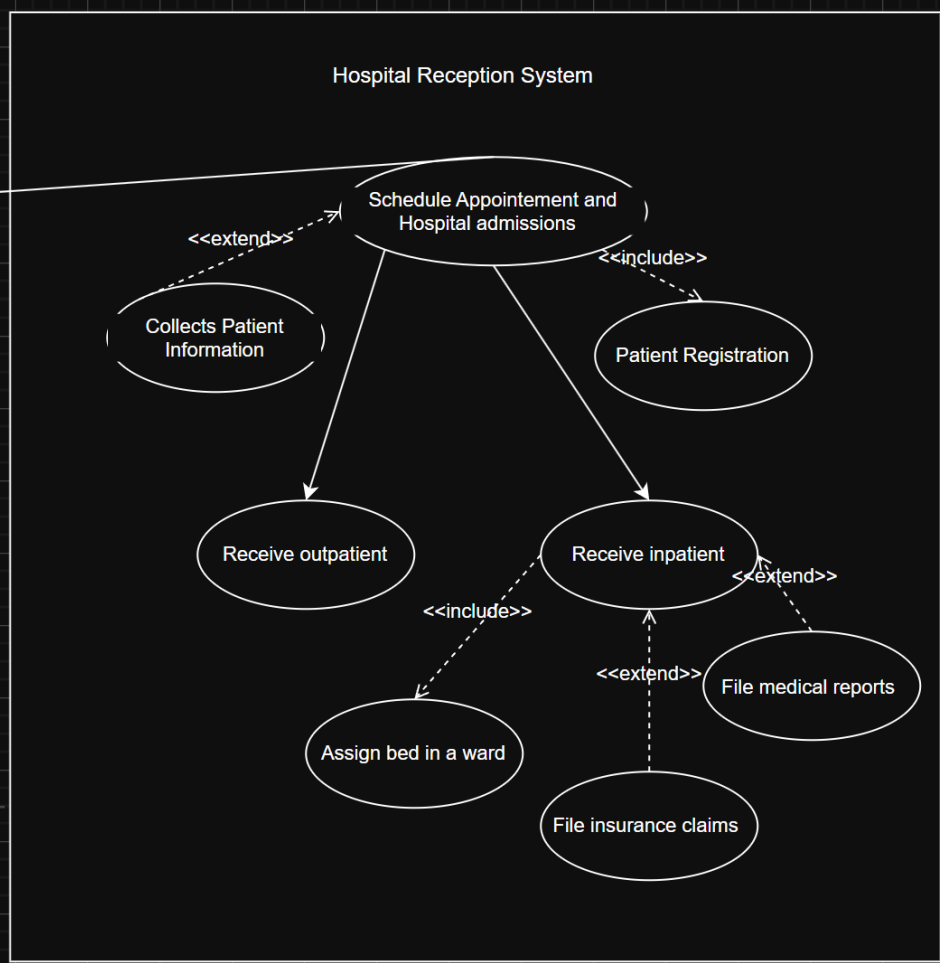 Hospital Reception System
Schedule Appointement and
Hospital admissions
<<extend>>
<<include>>
Collects Patient
Information
Patient Registration
Receive outpatient
Receive inpatient
<<extend>>
<<include>>
<<extend>>
File medical reports
Assign bed in a ward
File insurance claims